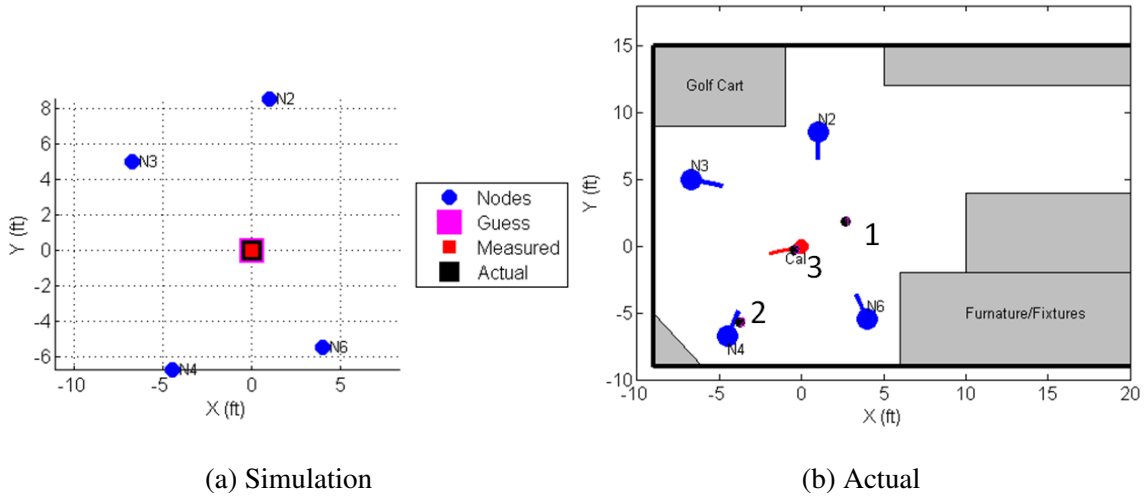 8
6
4
2
0
-2
-4
-6
-10
-5
0
5
X (ft)
Y (ft)
N2
N3
N4
N6
Nodes
Guess
Measured
Actual
15
10
5
0
-5
-10
-10
-5
0
5
10
15
20
X (ft)
Y (ft)
Golf Cart
N2
N3
1
Cal
3
2
N4
N6
Furnature/Fixtures
(a) Simulation
(b) Actual